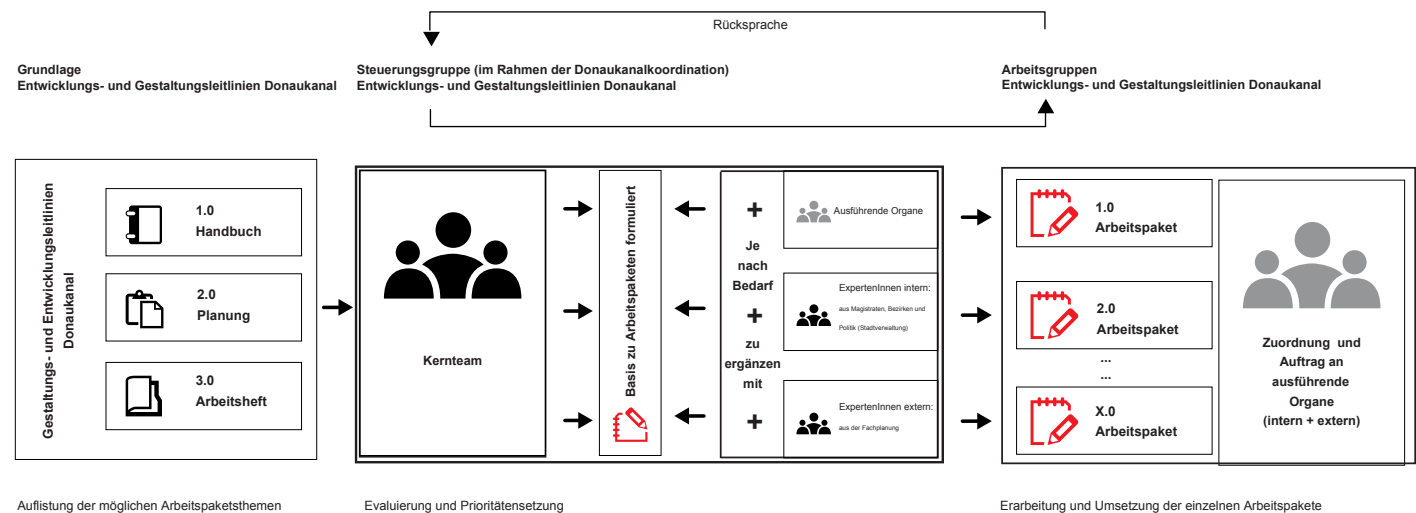 Rücksprache
Grundlage
Entwicklungs- und Gestaltungsleitlinien Donaukanal
Steuerungsgruppe (im Rahmen der Donaukanalkoordination)
Entwicklungs- und Gestaltungsleitlinien Donaukanal
Arbeitsgruppen
Entwicklungs- und Gestaltungsleitlinien Donaukanal
Gestaltungs- und Entwicklungsleitlinien
Donaukanal
1.0
Handbuch
2.0
Planung
3.0
Arbeitsheft
Kernteam
Basis zu Arbeitspaketen formuliert
+
Je
nach
Bedarf
+
zu
ergänzen
mit
+
Ausführende Organe
ExpertenInnen intern:
aus Magistraten, Bezirken und
Politik (Stadtverwaltung)
ExpertenInnen extern:
aus der Fachplanung
1.0
Arbeitspaket
2.0
Arbeitspaket
...
...
X.0
Arbeitspaket
Zuordnung und
Auftrag an
ausführende
Organe
(intern + extern)
Auflistung der möglichen Arbeitspaketsthemen
Evaluierung und Prioritätensetzung
Erarbeitung und Umsetzung der einzelnen Arbeitspakete